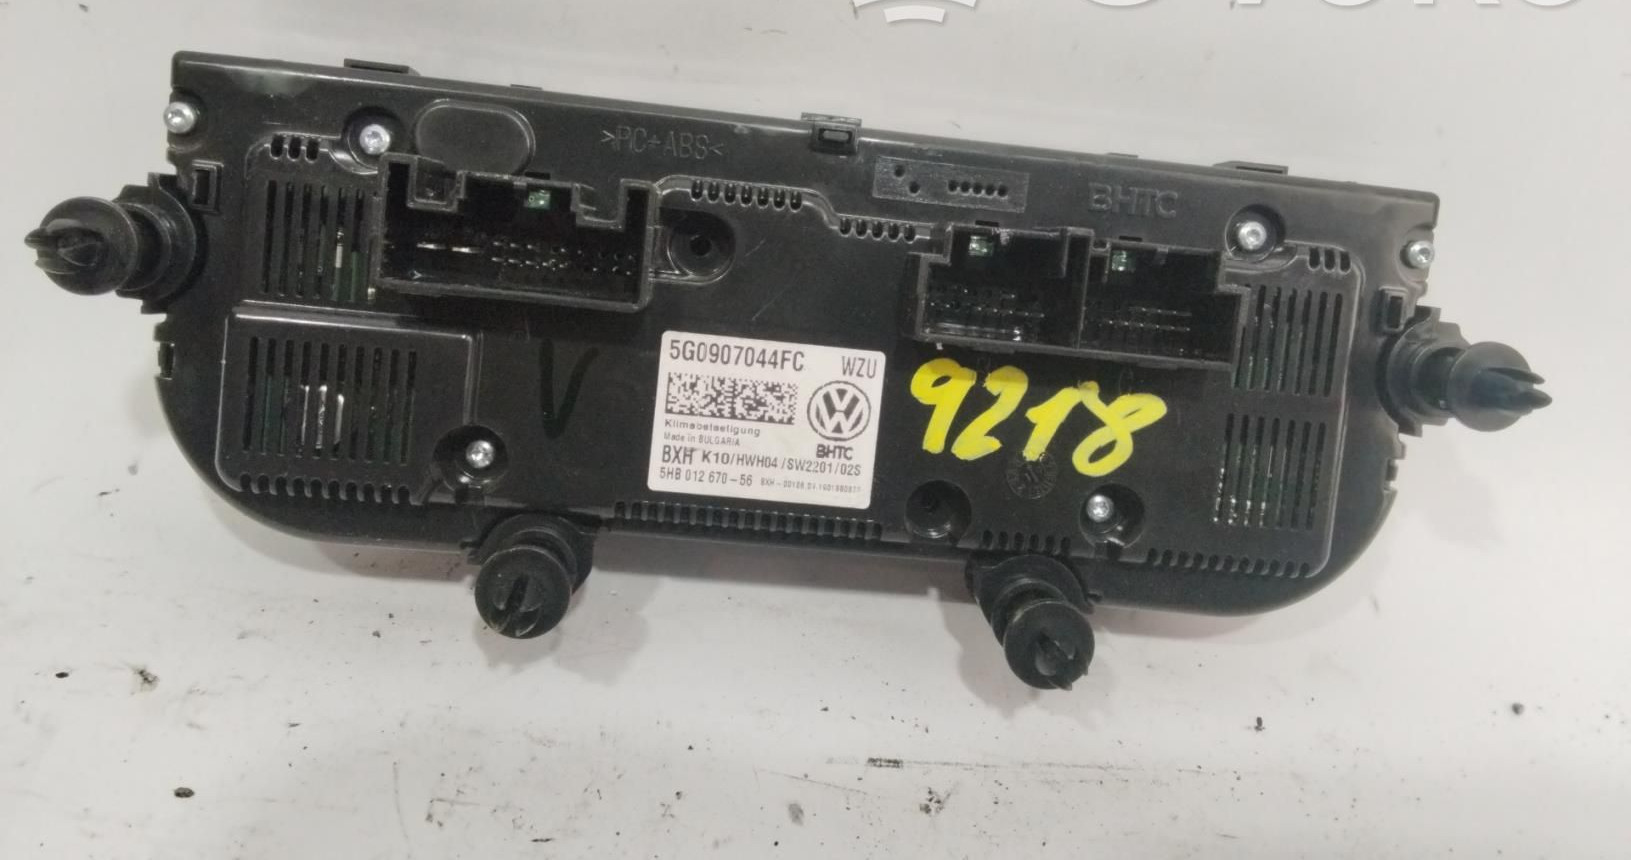 >PC+ABS<
BHTC
5G0907044FC WZU
Klimabetaetigung
Made in BULGARIA
BHTC
BXH K10/HWH04/SW2201/02S
5HB 012 670-56
9218
V